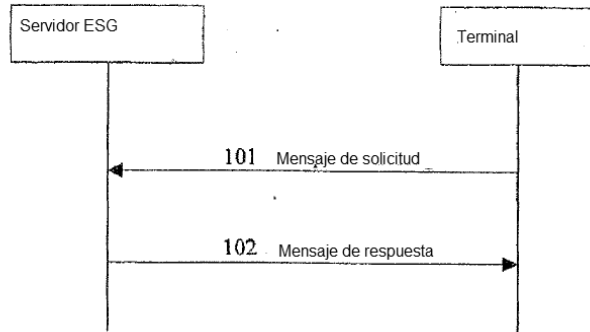 Servidor ESG
Terminal
101 Mensaje de solicitud
102 Mensaje de respuesta